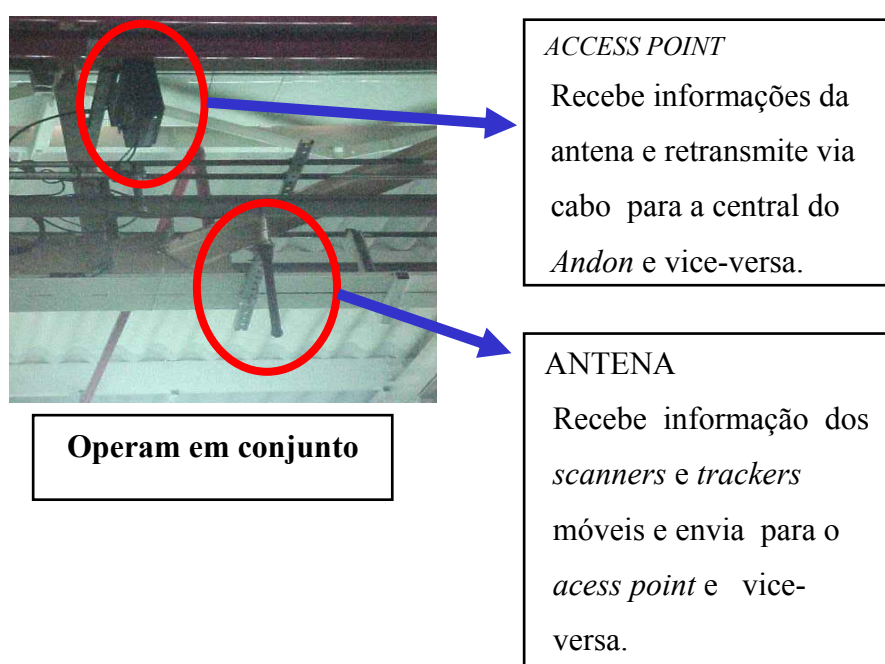 ACCESS POINT
Recebe informações da
antena e retransmite via
cabo para a central do
Andon e vice-versa.
ANTENA
Recebe informação dos
scanners e trackers
móveis e envia para o
acess point e vice-
versa.
Operam em conjunto